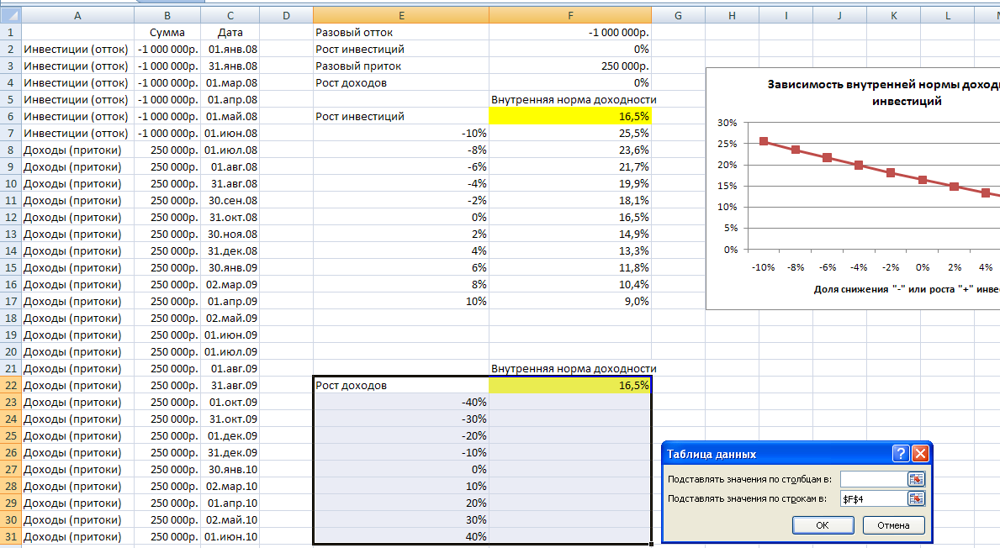 A B C D E F G H I J K L
1 Сумма Дата Разовый отток -1 000 000р.
2 Инвестиции (отток) -1 000 000р. 01.янв.08 Рост инвестиций 0%
3 Инвестиции (отток) -1 000 000р. 31.янв.08 Разовый приток 250 000р.
4 Инвестиции (отток) -1 000 000р. 01.мар.08 Рост доходов 0%
5 Инвестиции (отток) -1 000 000р. 01.апр.08 Внутренняя норма доходности
6 Инвестиции (отток) -1 000 000р. 01.май.08 Рост инвестиций 16,5%
7 Инвестиции (отток) -1 000 000р. 01.июн.08 -10% 25,5%
8 Доходы (притоки) 250 000р. 01.июл.08 -8% 23,6%
9 Доходы (притоки) 250 000р. 01.авг.08 -6% 21,7%
10 Доходы (притоки) 250 000р. 31.авг.08 -4% 19,9%
11 Доходы (притоки) 250 000р. 30.сен.08 -2% 18,1%
12 Доходы (притоки) 250 000р. 31.окт.08 0% 16,5%
13 Доходы (притоки) 250 000р. 30.ноя.08 2% 14,9%
14 Доходы (притоки) 250 000р. 31.дек.08 4% 13,3%
15 Доходы (притоки) 250 000р. 30.янв.09 6% 11,8%
16 Доходы (притоки) 250 000р. 02.мар.09 8% 10,4%
17 Доходы (притоки) 250 000р. 01.апр.09 10% 9,0%
18 Доходы (притоки) 250 000р. 02.май.09
19 Доходы (притоки) 250 000р. 01.июн.09
20 Доходы (притоки) 250 000р. 01.июл.09
21 Доходы (притоки) 250 000р. 01.авг.09 Внутренняя норма доходности
22 Доходы (притоки) 250 000р. 31.авг.09 Рост доходов 16,5%
23 Доходы (притоки) 250 000р. 01.окт.09 -40%
24 Доходы (притоки) 250 000р. 31.окт.09 -30%
25 Доходы (притоки) 250 000р. 01.дек.09 -20%
26 Доходы (притоки) 250 000р. 31.дек.09 -10%
27 Доходы (притоки) 250 000р. 30.янв.10 0%
28 Доходы (притоки) 250 000р. 02.мар.10 10%
29 Доходы (притоки) 250 000р. 01.апр.10 20%
30 Доходы (притоки) 250 000р. 02.май.10 30%
31 Доходы (притоки) 250 000р. 01.июн.10 40%
Зависимость внутренней нормы доход
инвестиций
30%
25%
20%
15%
10%
5%
0%
-10% -8% -6% -4% -2% 0% 2% 4%
Доля снижения "-" или роста "+" инве
Таблица данных
Подставлять значения по столбцам в:
Подставлять значения по строкам в: $F$4
ОК Отмена